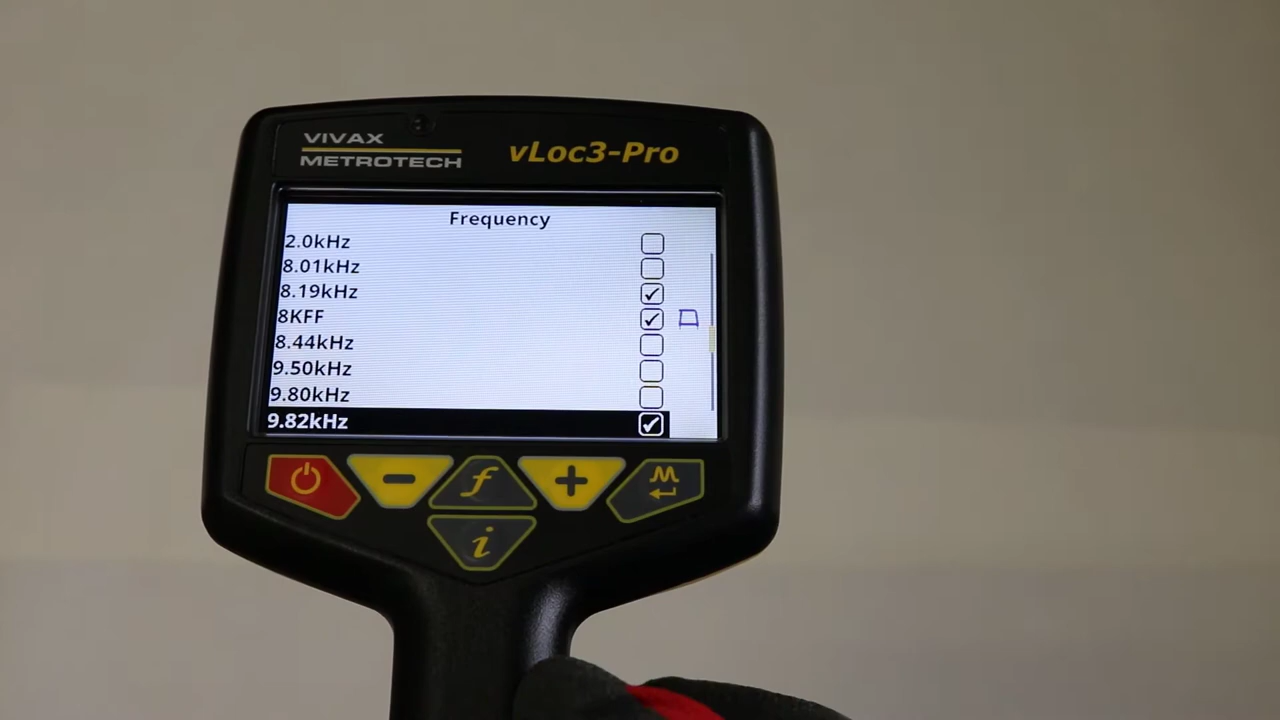 VIVAX
METROTECH
vLoc3-Pro
Frequency
2.0kHz
8.01kHz
8.19kHz
8KFF
8.44kHz
9.50kHz
9.80kHz
9.82kHz
f
i